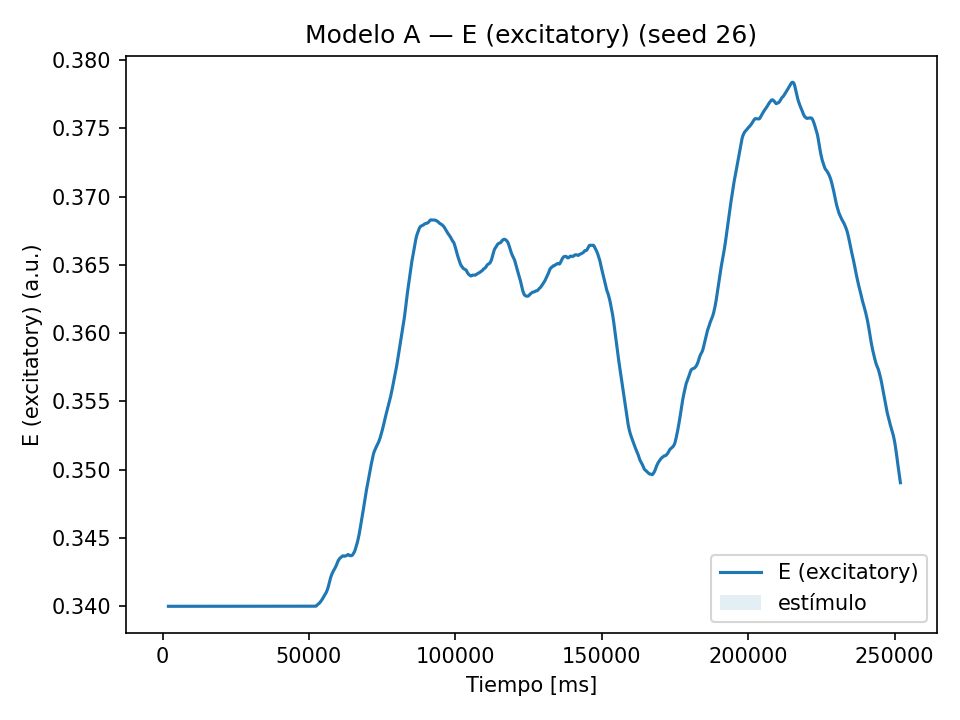 Modelo A — E (excitatory) (seed 26)
E (excitatory) (a.u.)
0.380
0.375
0.370
0.365
0.360
0.355
0.350
0.345
0.340
E (excitatory)
estímulo
0 50000 100000 150000 200000 250000
Tiempo [ms]